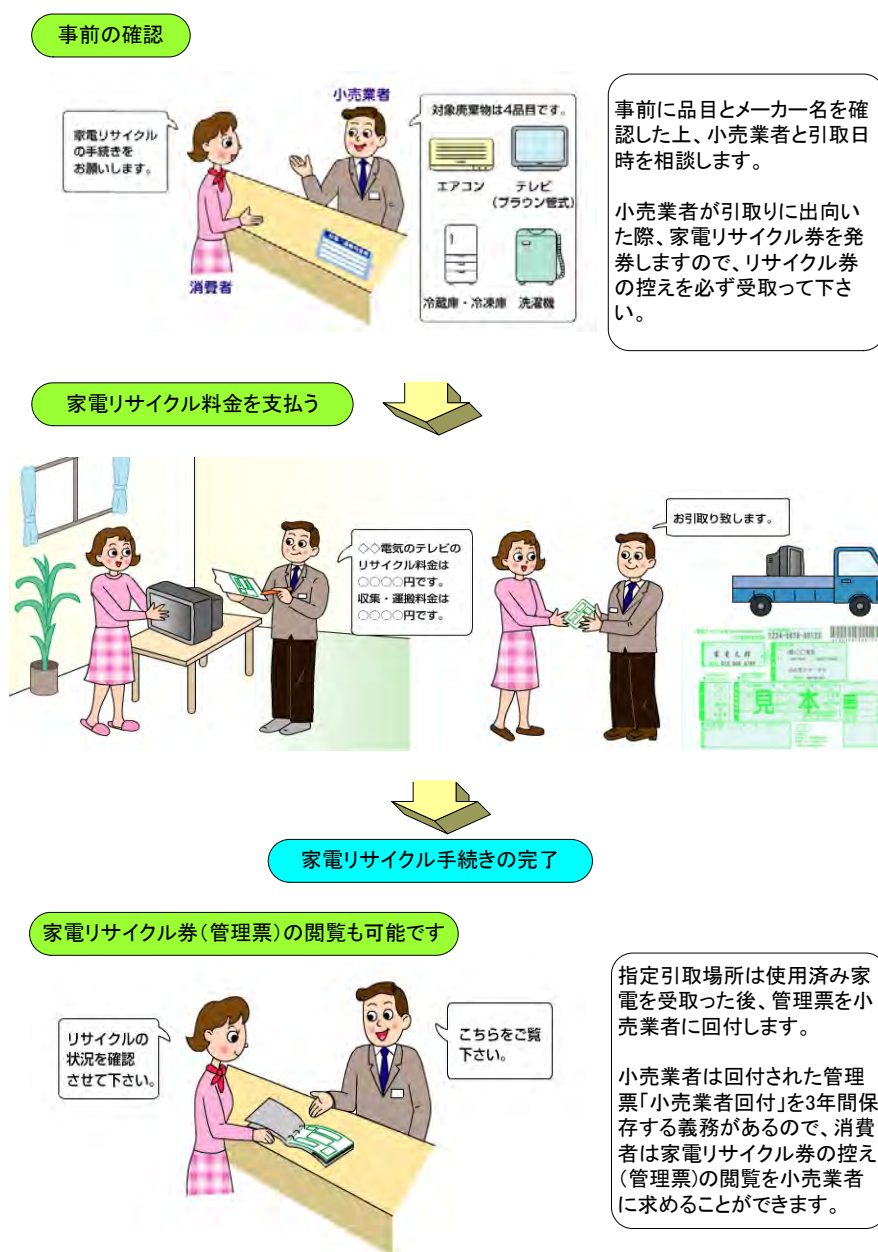 事前の確認
小売業者
家電リサイクル
の手続きを
お願いします。
消費者
対象廃棄物は4品目です。
エアコン
テレビ
(ブラウン管式)
冷蔵庫・冷凍庫
洗濯機
事前に品目とメーカー名を確
認した上、小売業者と引取日
時を相談します。
小売業者が引取りに出向い
た際、家電リサイクル券を発
券しますので、リサイクル券
の控えを必ず受取って下さ
い。
家電リサイクル料金を支払う
◇◇電気のテレビの
リサイクル料金は
○○○○円です。
収集・運搬料金は
○○○○円です。
お引取り致します。
見本
家電リサイクル手続きの完了
家電リサイクル券(管理票)の閲覧も可能です
リサイクルの
状況を確認
させて下さい。
こちらをご覧
下さい。
指定引取場所は使用済み家
電を受取った後、管理票を小
売業者に回付します。
小売業者は回付された管理
票「小売業者回付」を3年間保
存する義務があるので、消費
者は家電リサイクル券の控え
(管理票)の閲覧を小売業者
に求めることができます。